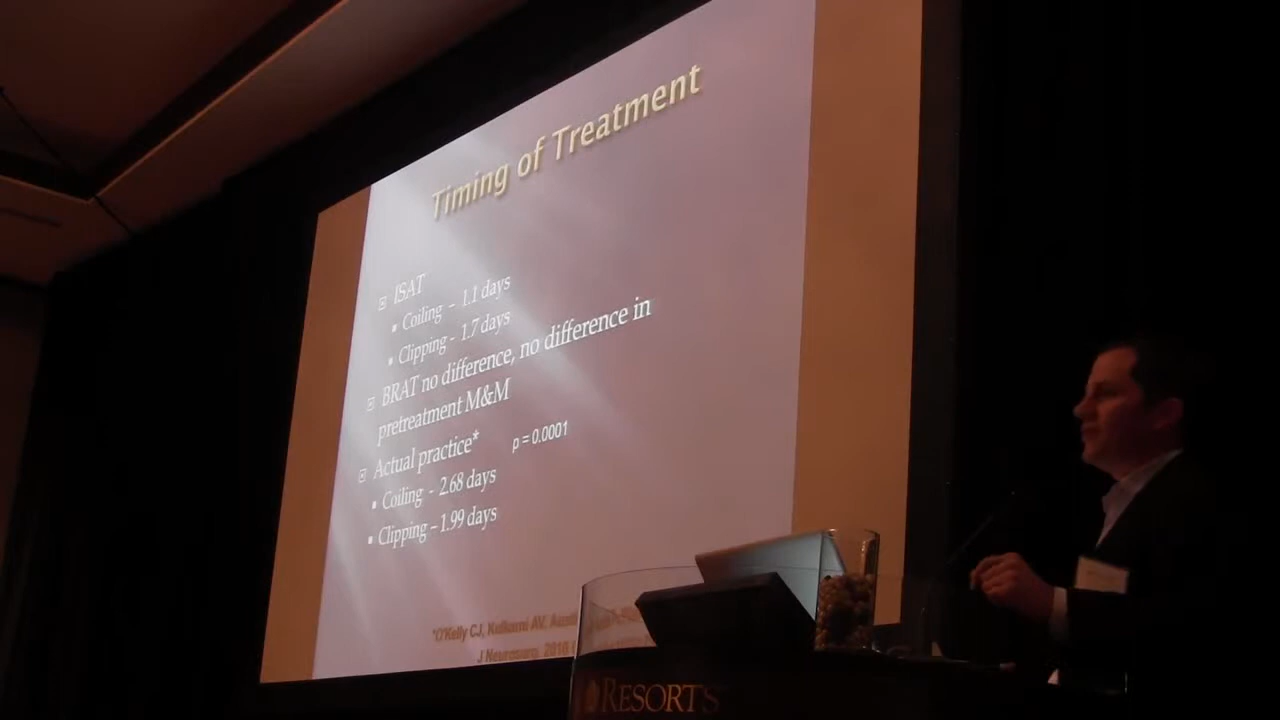 Timing of Treatment
ISAT
Coiling - 1.1 days
Clipping - 1.7 days
BRAT no difference, no difference in
pretreatment M&M
Actual practice*
p = 0.0001
Coiling - 2.68 days
Clipping - 1.99 days
*O'Kelly CJ, Kulkarni AV,
J Neurosurg. 2010
RESORTS